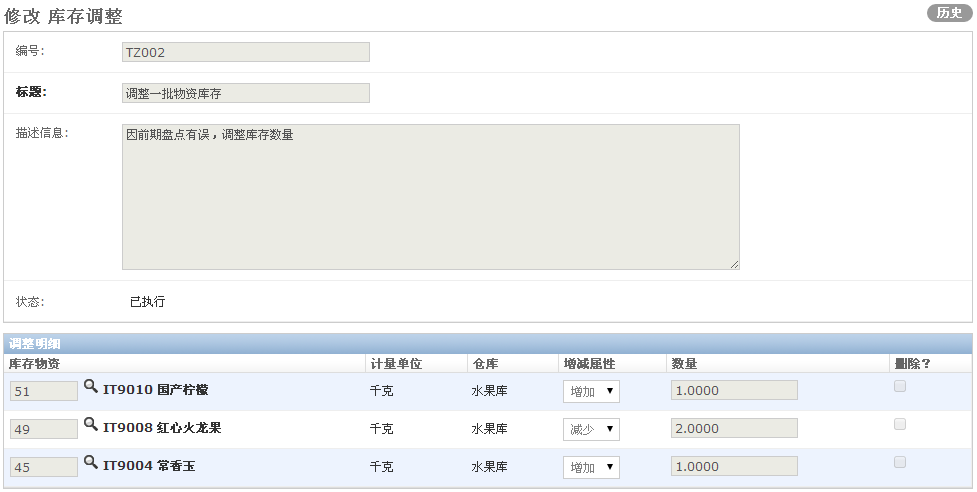 修改 库存调整
历史
编号: TZ002
标题: 调整一批物资库存
描述信息: 因前期盘点有误，调整库存数量
状态: 已执行
调整明细
库存物资 计量单位 仓库 增减属性 数量 删除？
51 IT9010 国产柠檬 千克 水果库 增加 1.0000
49 IT9008 红心火龙果 千克 水果库 减少 2.0000
45 IT9004 常香玉 千克 水果库 增加 1.0000